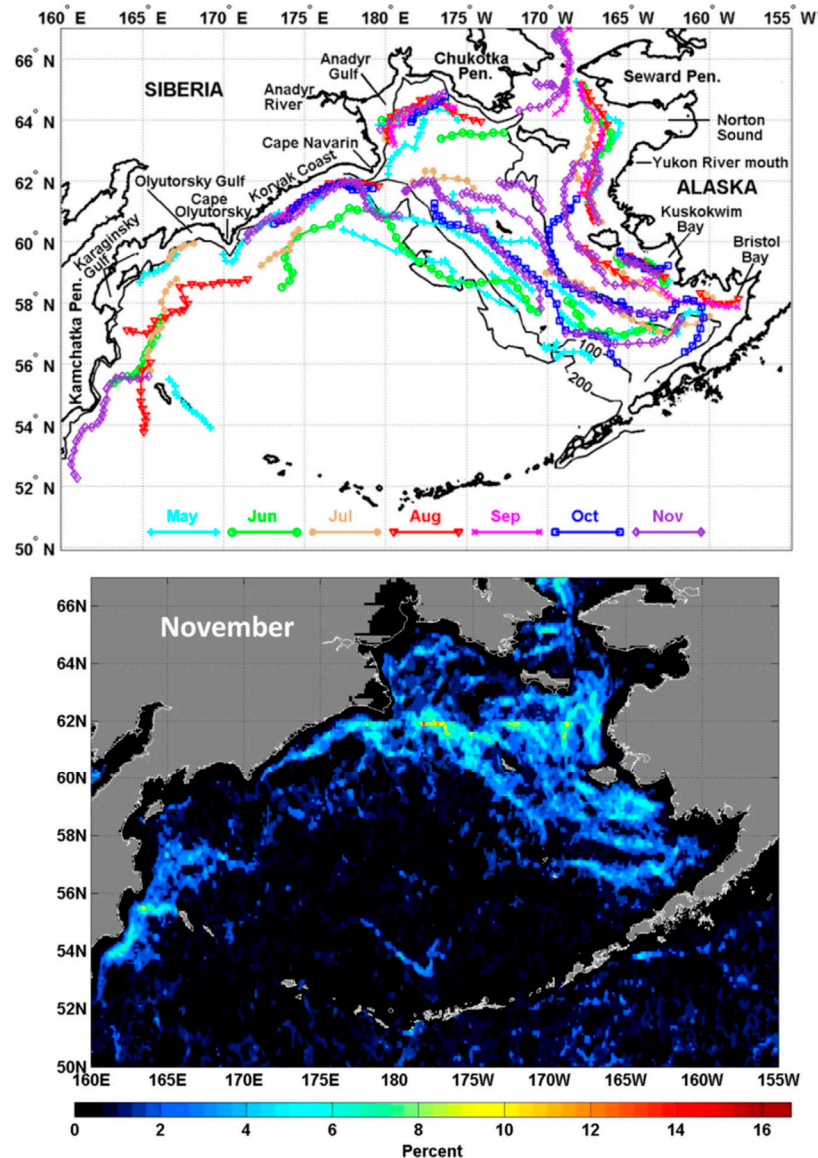 160° E 165° E 170° E 175° E 180° E 175° W 170° W 165° W 160° W 155° W
66° N
64° N
62° N
60° N
58° N
56° N
54° N
52° N
50° N
SIBERIA
Anadyr
Gulf
Chukotka
Pen.
Seward Pen.
Anadyr
River
Norton
Sound
Cape Navarin
Yukon River mouth
Koryak Coast
Olyutorsky Gulf
Cape
Olyutorsky
ALASKA
Kuskokwim
Bay
Karaginsky
Gulf
Bristol
Bay
Kamchatka Pen.
100
200
May Jun Jul Aug Sep Oct Nov
November
66N
64N
62N
60N
58N
56N
54N
52N
50N
160E 165E 170E 175E 180 175W 170W 165W 160W 155W
0 2 4 6 8 10 12 14 16
Percent